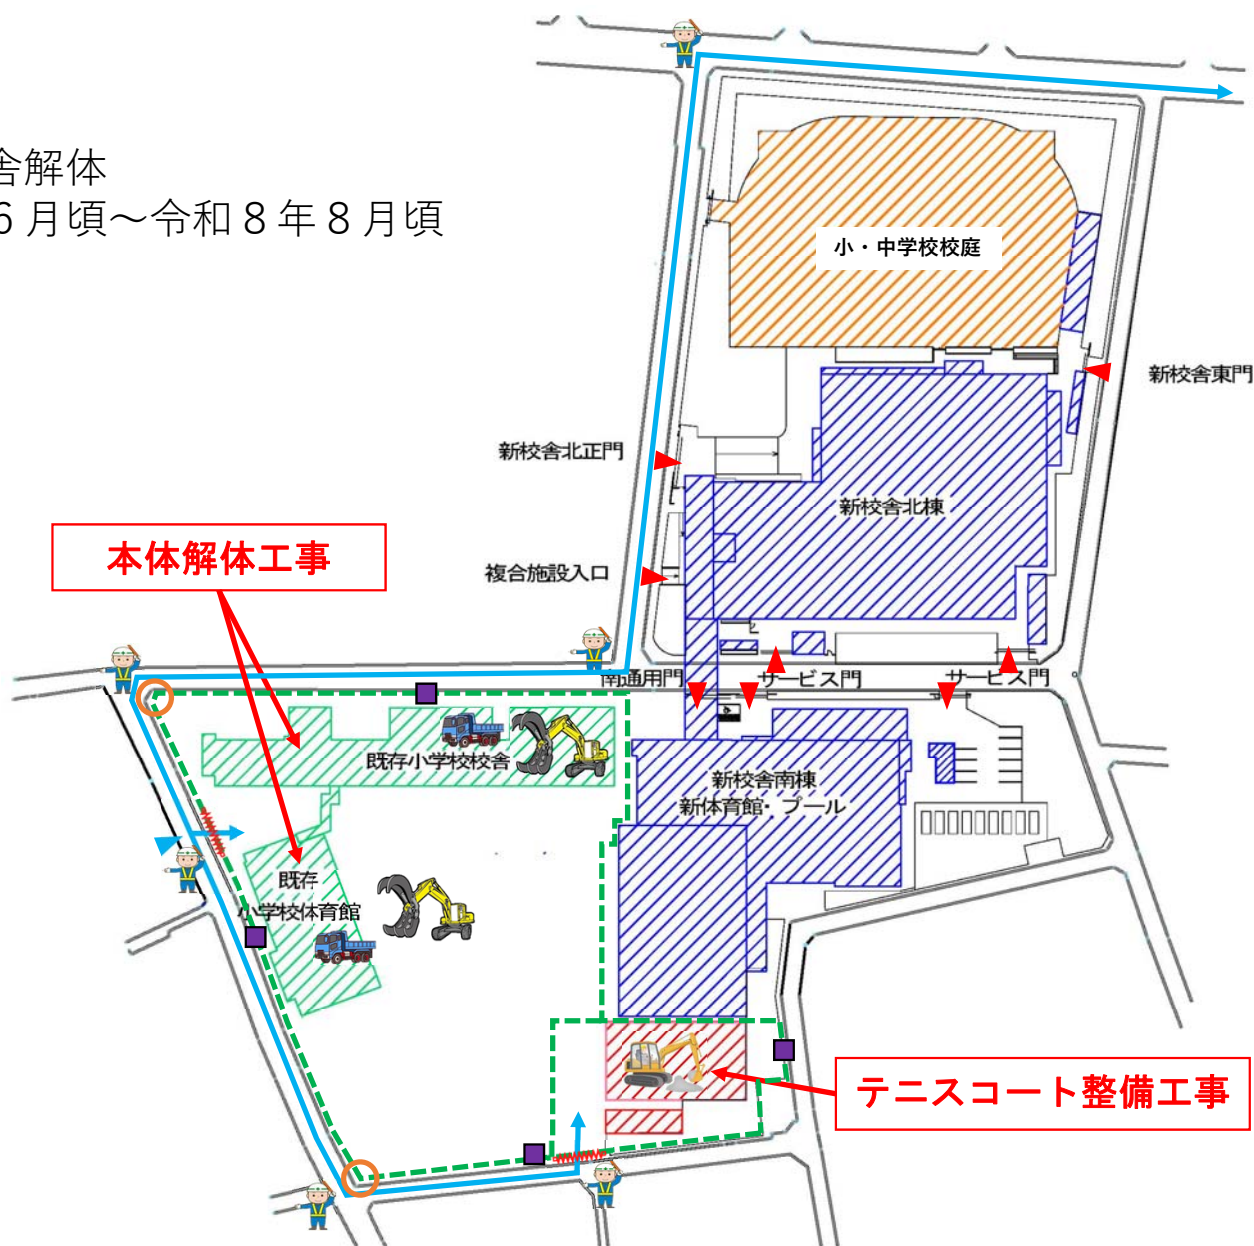 舎解体
6月頃～令和8年8月頃
小・中学校校庭
新校舎東門
新校舎北正門
新校舎北棟
本体解体工事
複合施設入口
南通用門
サービス門
サービス門
既存小学校校舎
新校舎南棟
新体育館・プール
既存
小学校体育館
テニスコート整備工事